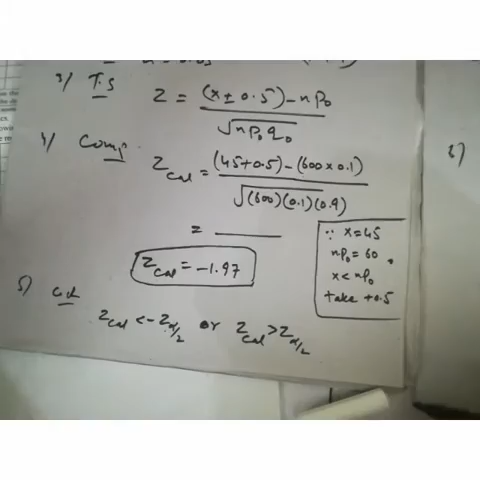 3) T.S
Z = (x ± 0.5) - nP₀ / √nP₀q₀
4) Comp
Z_cal = (45+0.5) - (600×0.1) / √(600)(0.1)(0.9)
= ______
∵ x=45
nP₀ = 60,
x < nP₀
take +0.5
Z_cal = -1.97
5) C.R
Z_cal < -Z_α/2 or Z_cal > Z_α/2
2)